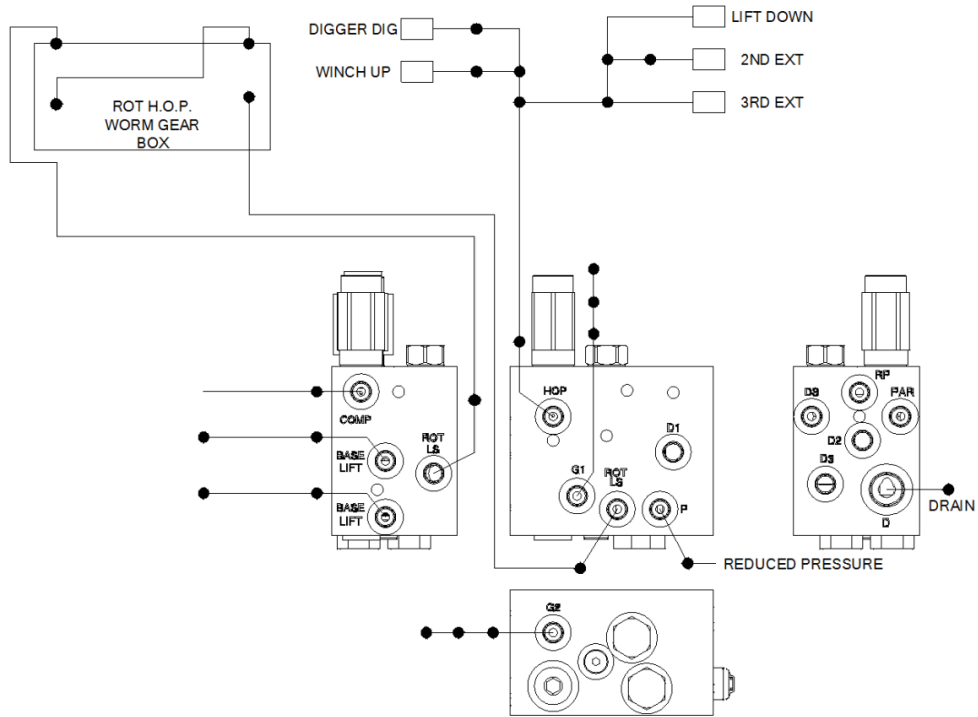 DIGGER DIG
WINCH UP
LIFT DOWN
2ND EXT
3RD EXT
ROT H.O.P.
WORM GEAR
BOX
COMP
BASE
LIFT
ROT
LS
BASE
LIFT
HOP
D1
G1
ROT
LS
P
REDUCED PRESSURE
RP
DS
PAR
D2
D3
D
DRAIN
G2